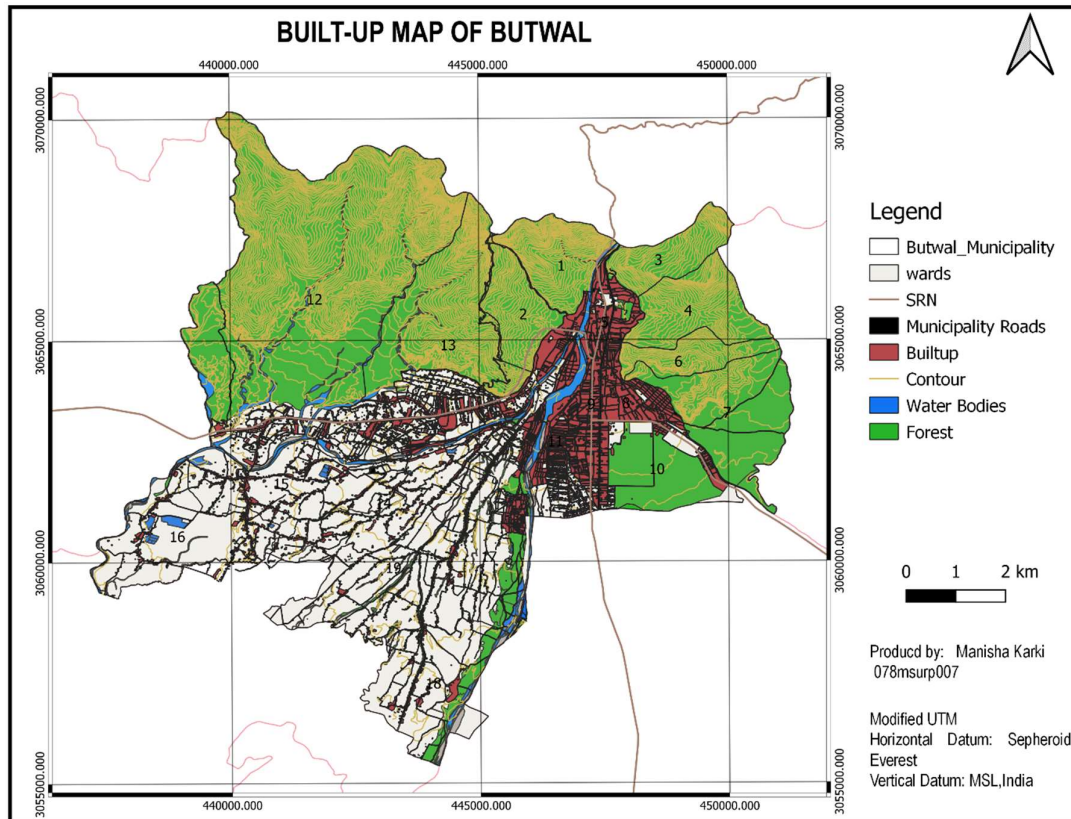 BUILT-UP MAP OF BUTWAL
440000.000 445000.000 450000.000
3070000.000 3070000.000
3065000.000 3065000.000
3060000.000 3060000.000
3055000.000 3055000.000
1
3
12
4
2
5
13
6
9
8
7
11
10
15
16
19
18
440000.000 445000.000 450000.000
Legend
Butwal_Municipality
wards
SRN
Municipality Roads
Builtup
Contour
Water Bodies
Forest
0 1 2 km
Producd by: Manisha Karki
078msurp007
Modified UTM
Horizontal Datum: Sepheroid
Everest
Vertical Datum: MSL,India